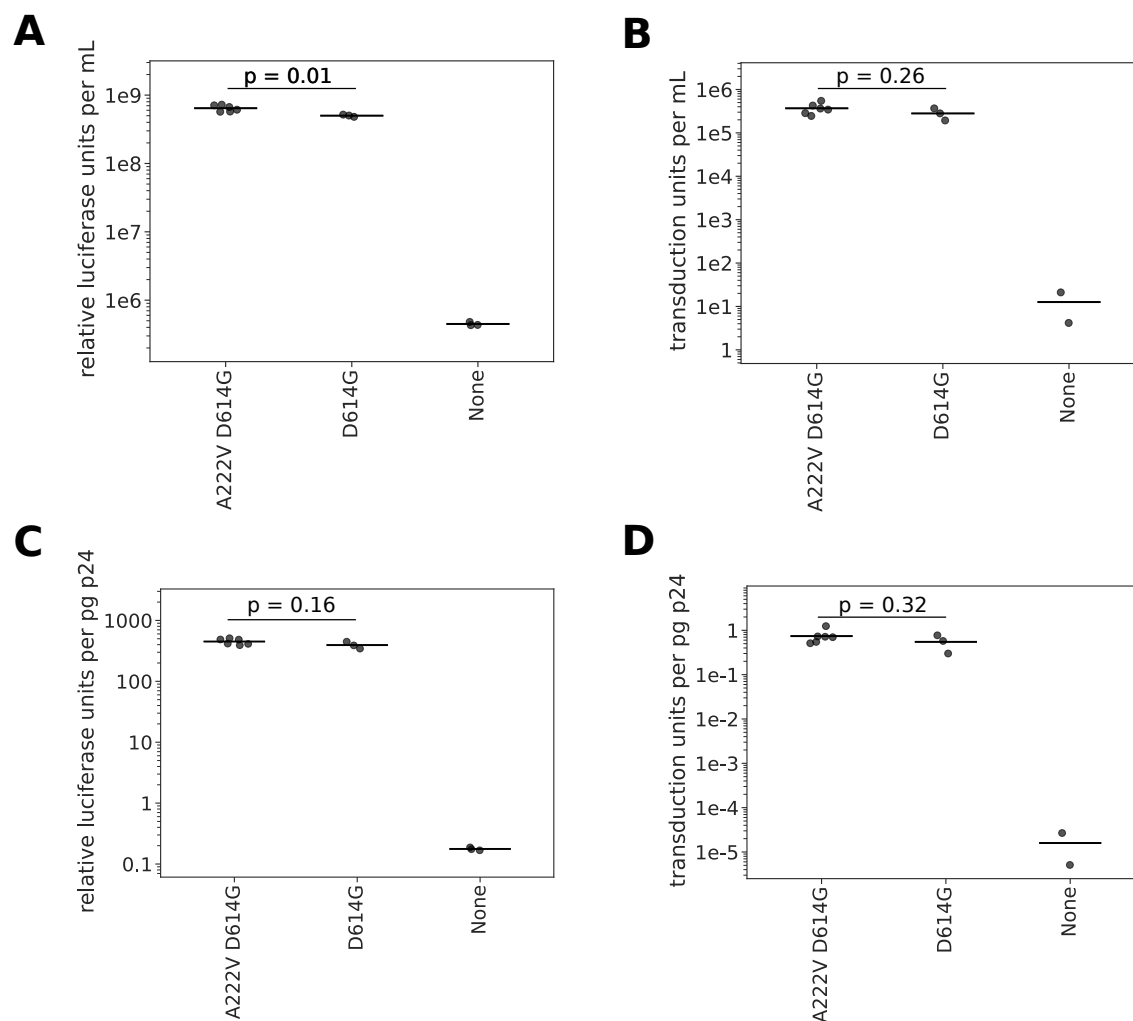 A
relative luciferase units per mL
p = 0.01
1e9
1e8
1e7
1e6
A222V D614G
D614G
None
B
transduction units per mL
p = 0.26
1e6
1e5
1e4
1e3
1e2
1e1
1
A222V D614G
D614G
None
C
relative luciferase units per pg p24
p = 0.16
1000
100
10
1
0.1
A222V D614G
D614G
None
D
transduction units per pg p24
p = 0.32
1
1e-1
1e-2
1e-3
1e-4
1e-5
A222V D614G
D614G
None